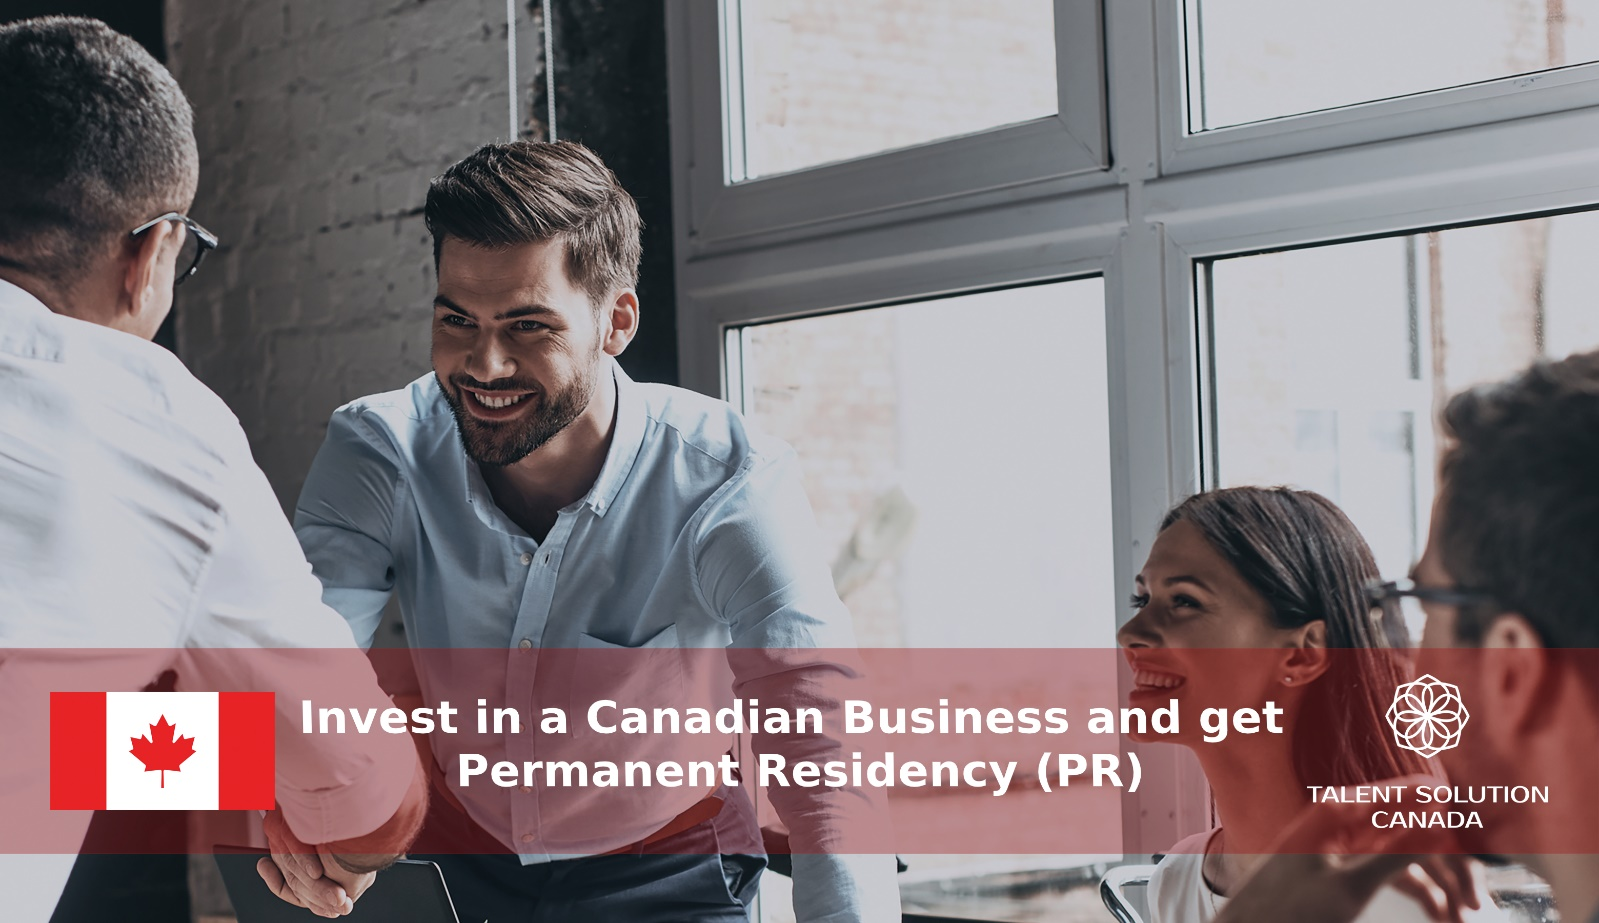 Invest in a Canadian Business and get
Permanent Residency (PR)
TALENT SOLUTION
CANADA